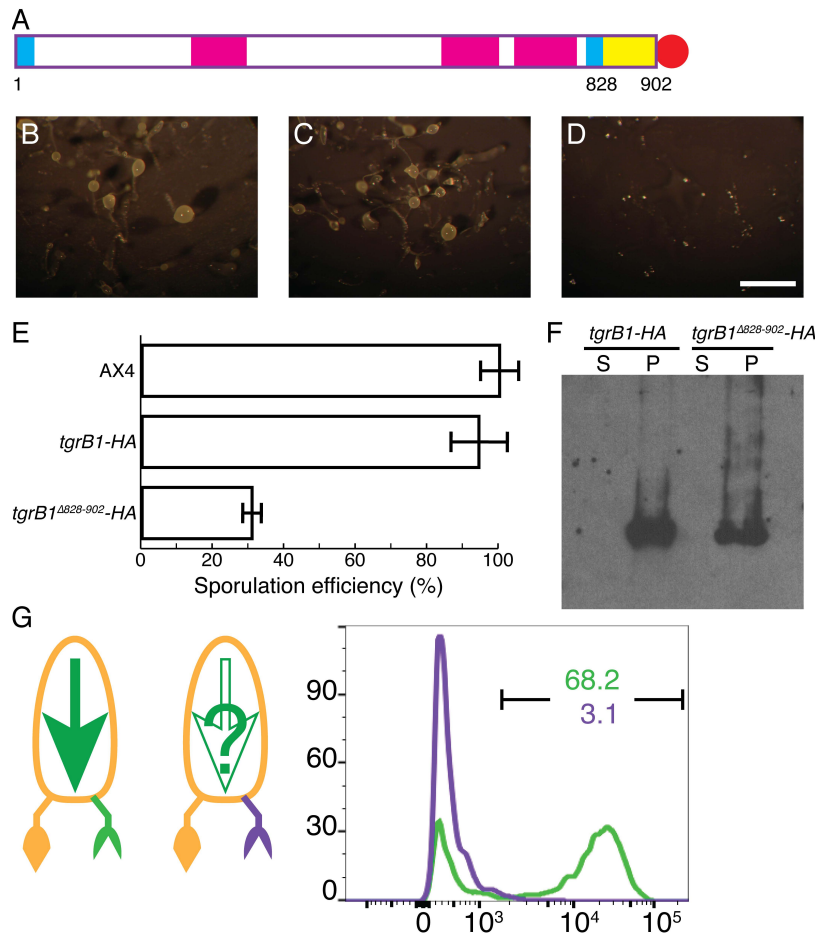 A
1 828 902
B C D
E
AX4
tgrB1-HA
tgrB1Δ828-902-HA
0 20 40 60 80 100
Sporulation efficiency (%)
F
tgrB1-HA tgrB1Δ828-902-HA
S P S P
G
?
90
60
30
0
68.2
3.1
0 10³ 10⁴ 10⁵